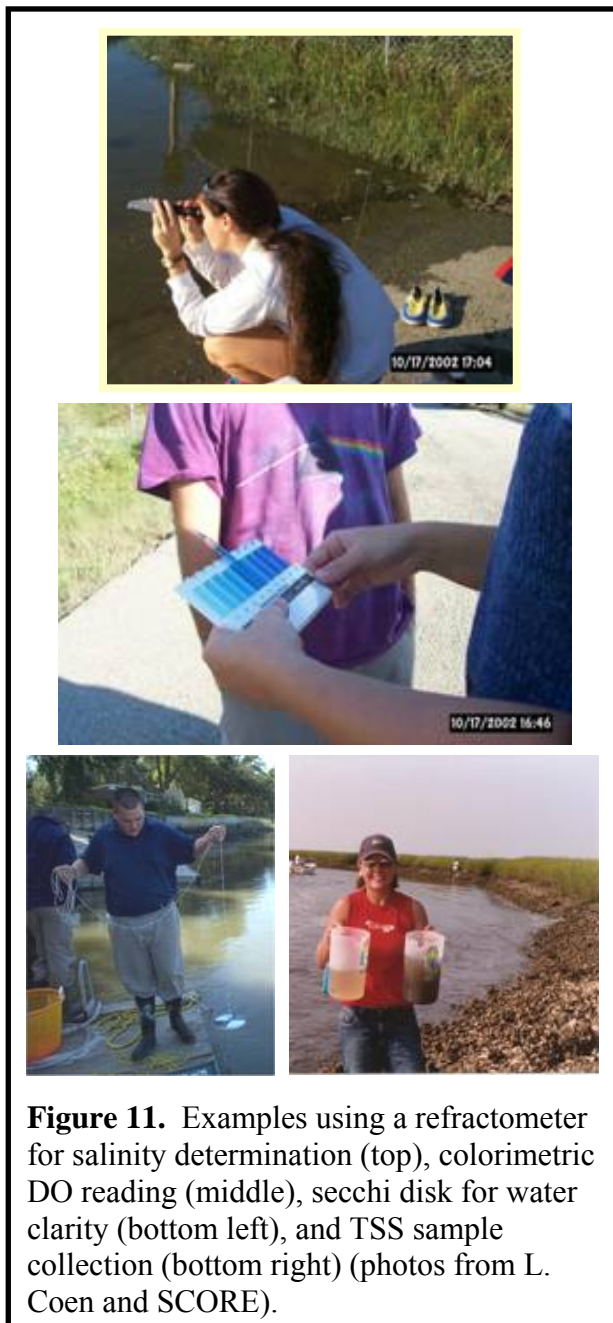 10/17/2002 17:04
10/17/2002 16:46
Figure 11. Examples using a refractometer
for salinity determination (top), colorimetric
DO reading (middle), secchi disk for water
clarity (bottom left), and TSS sample
collection (bottom right) (photos from L.
Coen and SCORE).